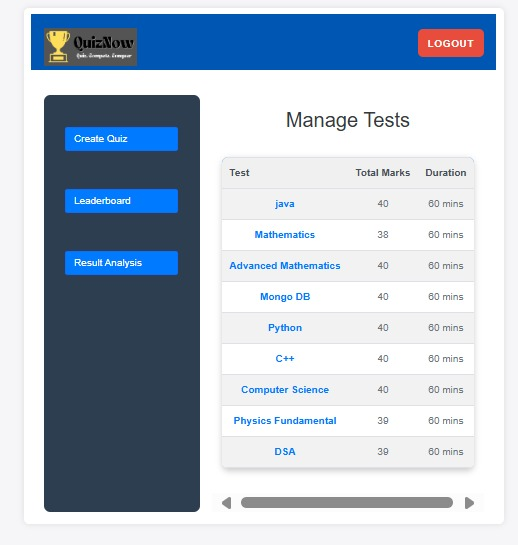 QuizNow
Quiz. Compete. Conquer
LOGOUT
Create Quiz
Leaderboard
Result Analysis
Manage Tests
Test Total Marks Duration
java 40 60 mins
Mathematics 38 60 mins
Advanced Mathematics 40 60 mins
Mongo DB 40 60 mins
Python 40 60 mins
C++ 40 60 mins
Computer Science 40 60 mins
Physics Fundamental 39 60 mins
DSA 39 60 mins